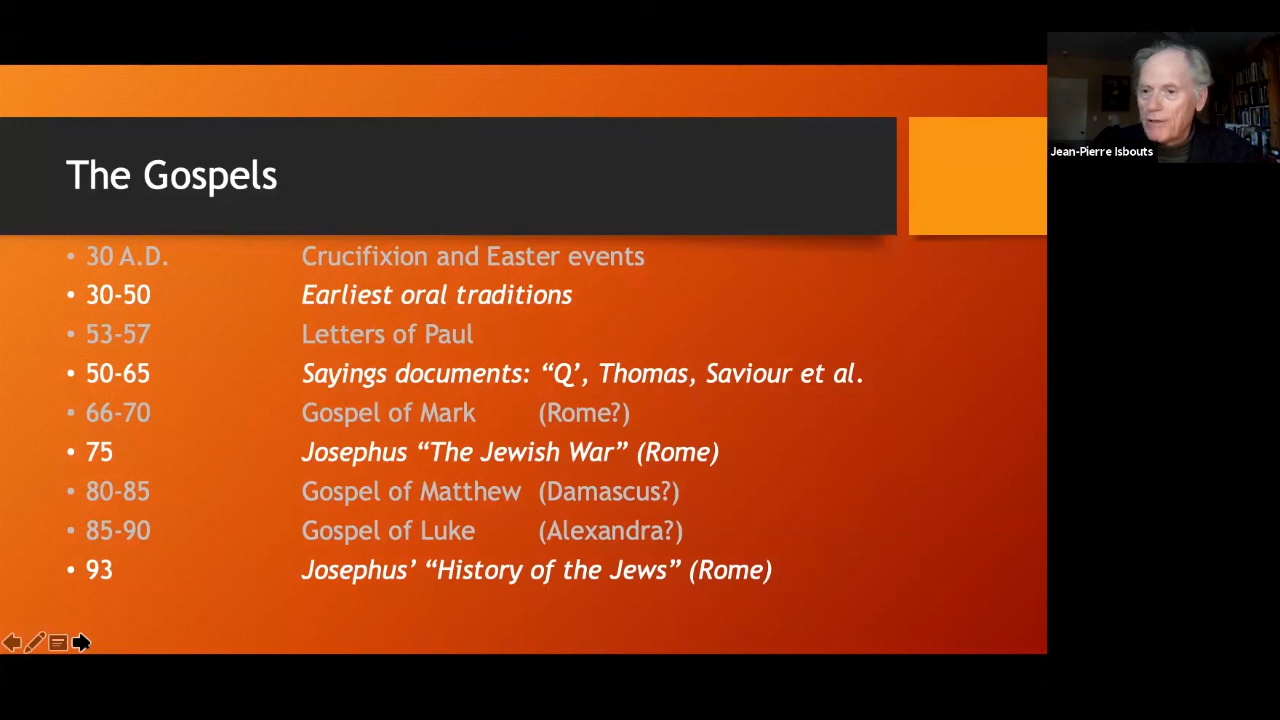 The Gospels
Jean-Pierre Isbouts
• 30 A.D. Crucifixion and Easter events
• 30-50 Earliest oral traditions
• 53-57 Letters of Paul
• 50-65 Sayings documents: “Q’, Thomas, Saviour et al.
• 66-70 Gospel of Mark (Rome?)
• 75 Josephus “The Jewish War” (Rome)
• 80-85 Gospel of Matthew (Damascus?)
• 85-90 Gospel of Luke (Alexandra?)
• 93 Josephus’ “History of the Jews” (Rome)